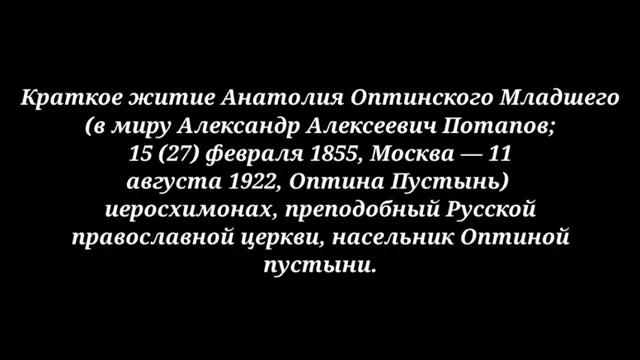 Краткое житие Анатолия Оптинского Младшего
(в миру Александр Алексеевич Потапов;
15 (27) февраля 1855, Москва — 11
августа 1922, Оптина Пустынь)
иеросхимонах, преподобный Русской
православной церкви, насельник Оптиной
пустыни.